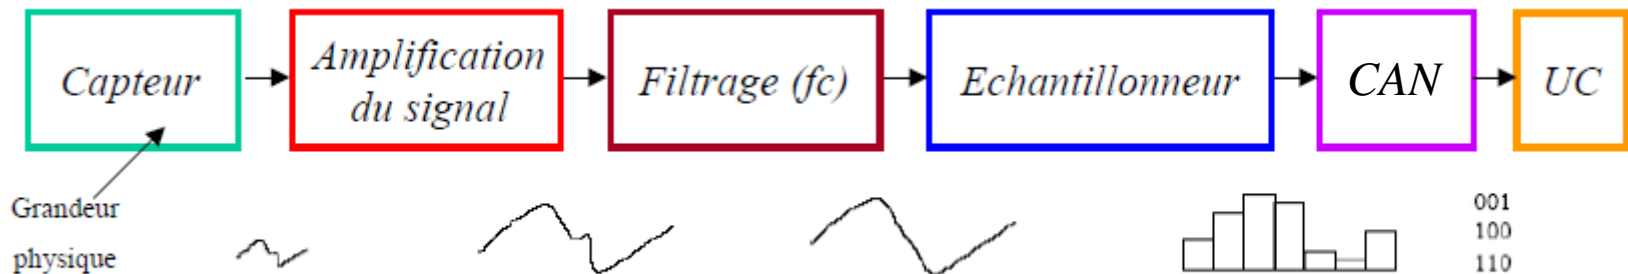 Capteur
Amplification
du signal
Filtrage (fc)
Echantillonneur
CAN
UC
Grandeur
physique
001
100
110